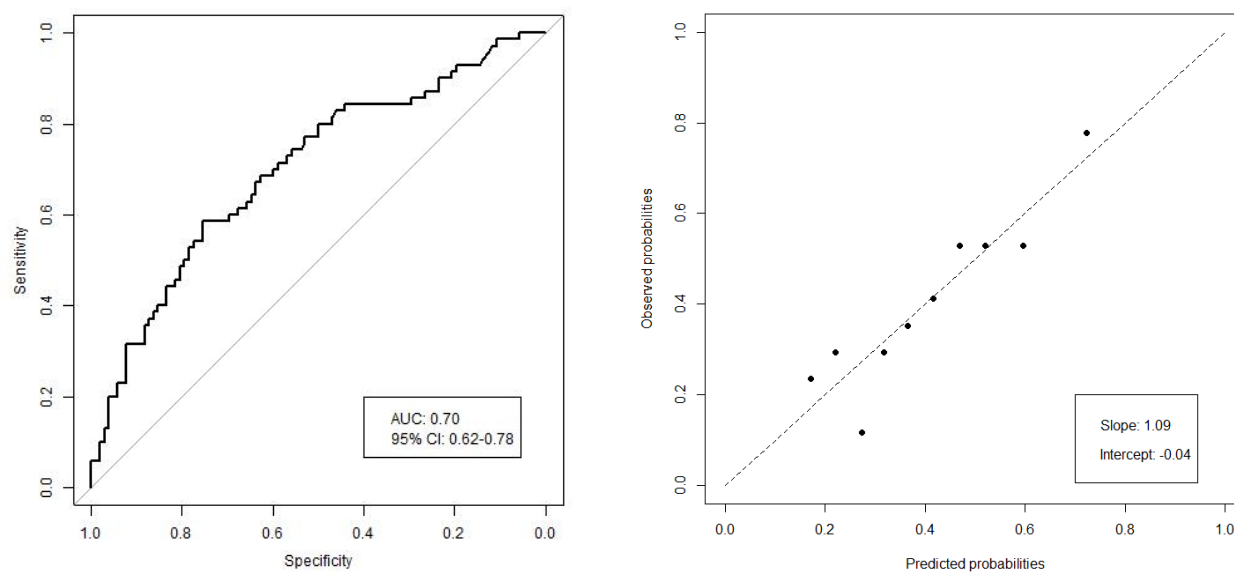 1.0
0.8
0.6
0.4
0.2
0.0
Sensitivity
AUC: 0.70
95% CI: 0.62-0.78
1.0 0.8 0.6 0.4 0.2 0.0
Specificity
1.0
0.8
0.6
0.4
0.2
0.0
Observed probabilities
Slope: 1.09
Intercept: -0.04
0.0 0.2 0.4 0.6 0.8 1.0
Predicted probabilities